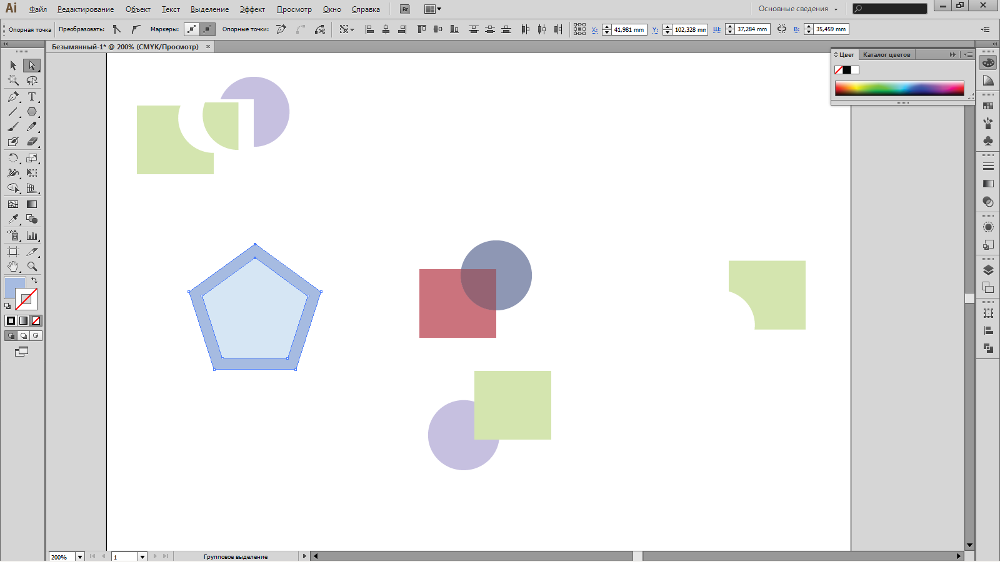 Ai Файл Редактирование Объект Текст Выделение Эффект Просмотр Окно Справка Br Основные сведения
Опорная точка Преобразовать: Маркеры: Опорные точки: X: 41,981 mm Y: 102,328 mm Ш: 37,284 mm В: 35,459 mm
Безымянный-1* @ 200% (CMYK/Просмотр) ×
Цвет Каталог цветов
T
200% 1 Групповое выделение